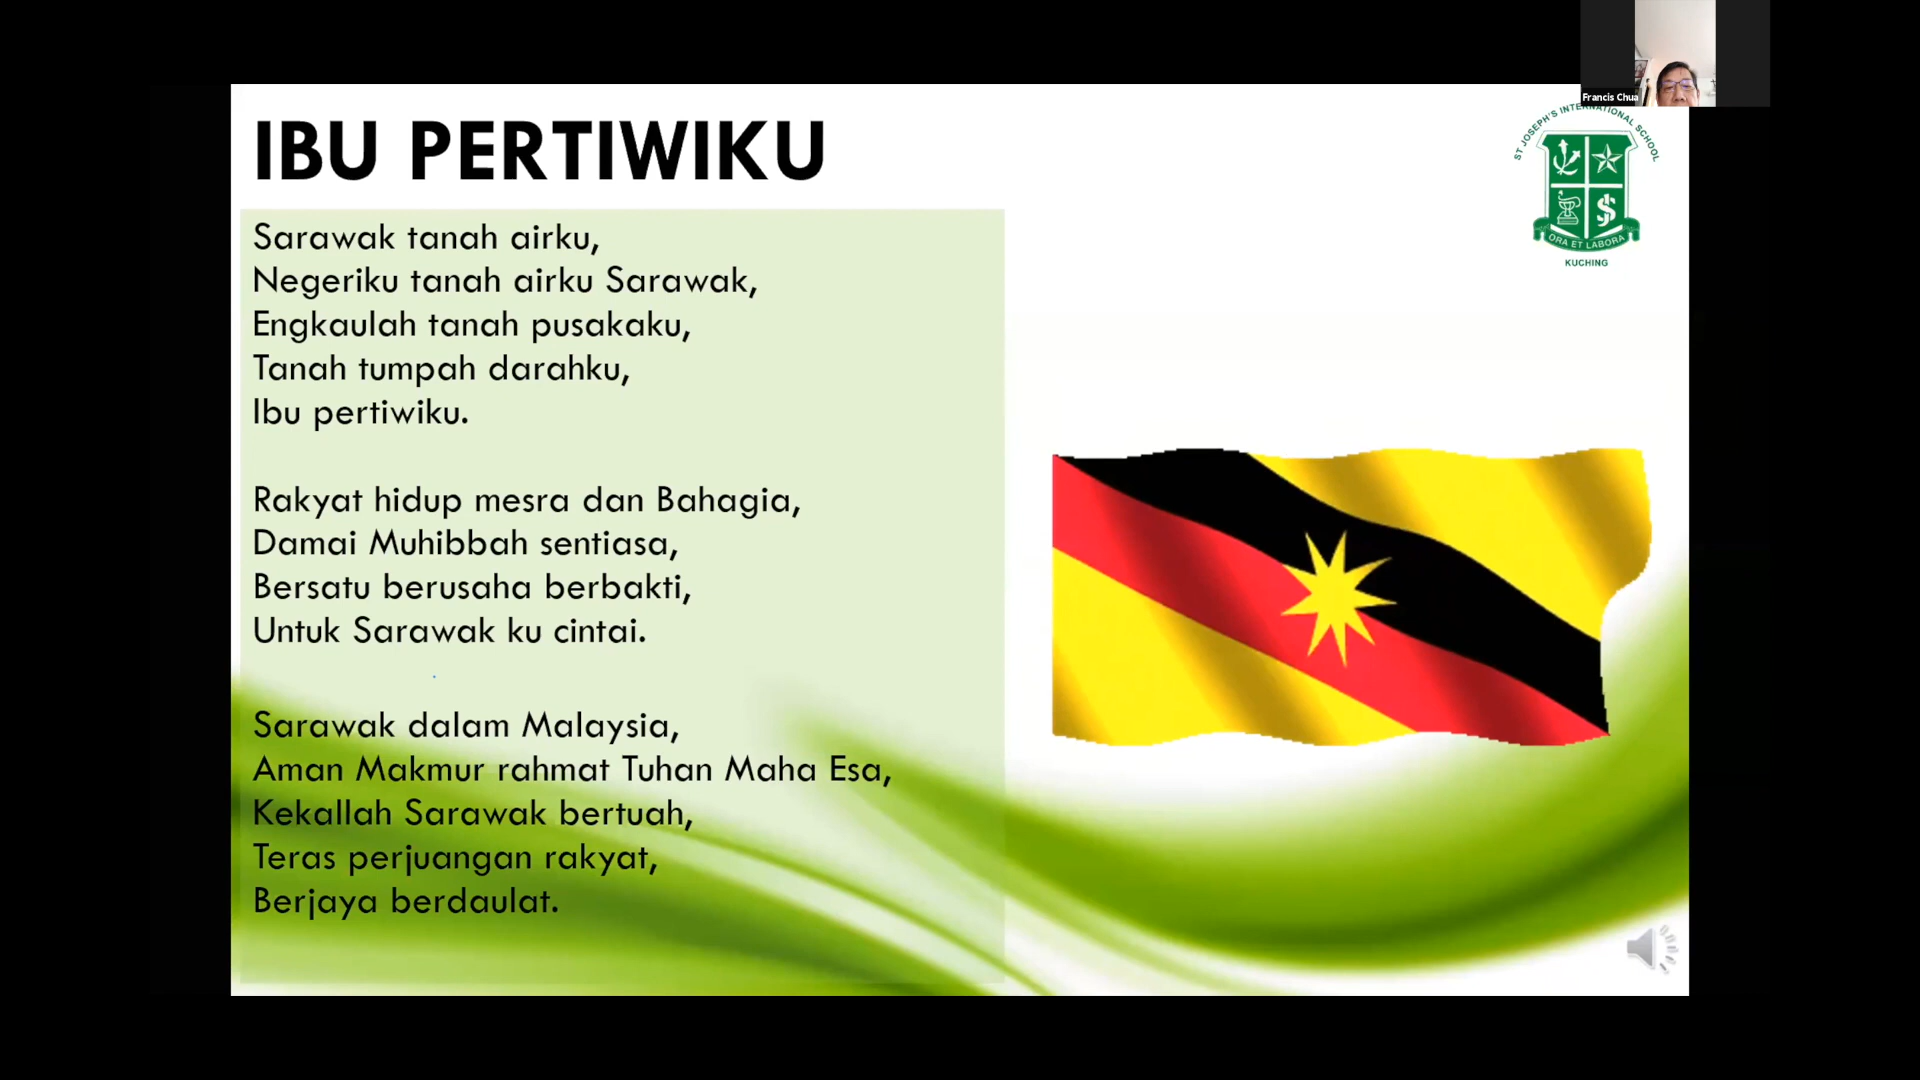 Francis Chua
IBU PERTIWIKU
ST JOSEPH'S INTERNATIONAL SCHOOL
ORA ET LABORA
KUCHING
Sarawak tanah airku,
Negeriku tanah airku Sarawak,
Engkaulah tanah pusakaku,
Tanah tumpah darahku,
Ibu pertiwiku.
Rakyat hidup mesra dan Bahagia,
Damai Muhibbah sentiasa,
Bersatu berusaha berbakti,
Untuk Sarawak ku cintai.
Sarawak dalam Malaysia,
Aman Makmur rahmat Tuhan Maha Esa,
Kekallah Sarawak bertuah,
Teras perjuangan rakyat,
Berjaya berdaulat.